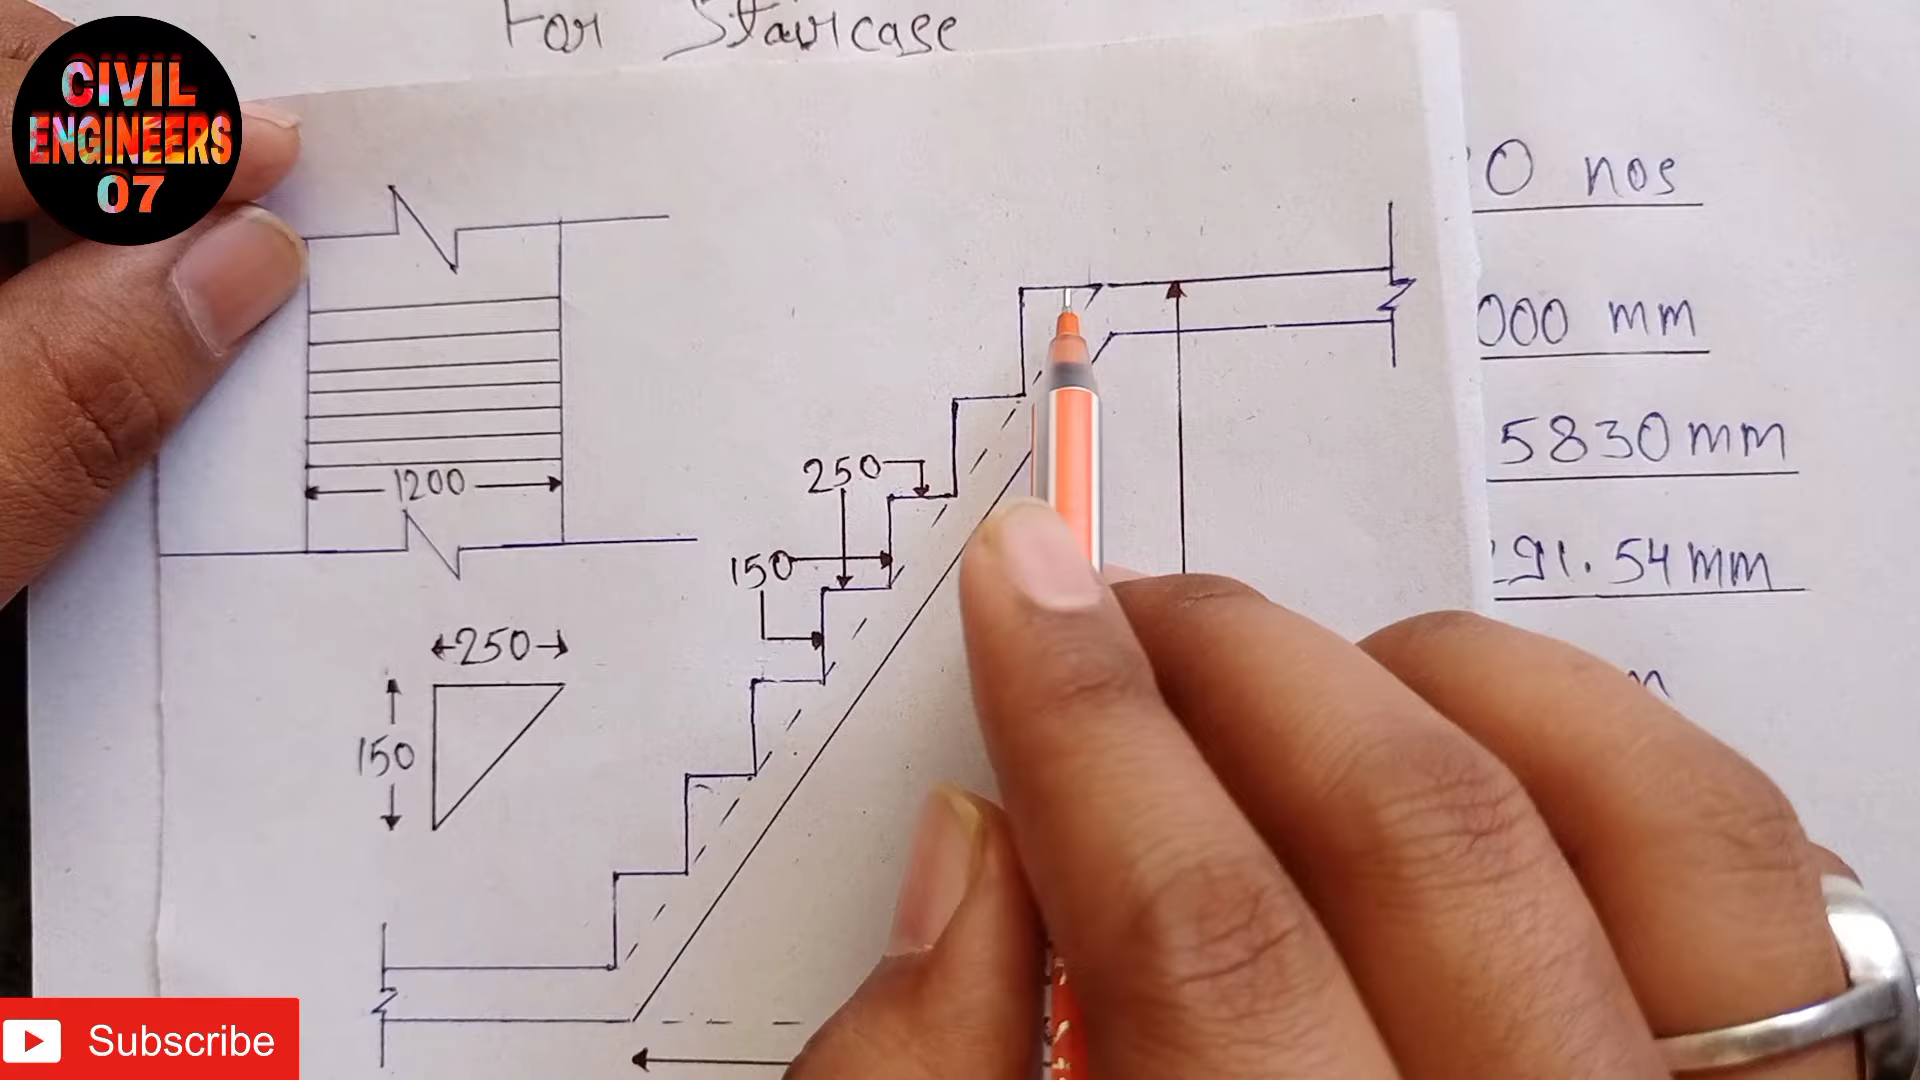 For Staircase
CIVIL
ENGINEERS
07
0 nos
000 mm
5830 mm
291.54 mm
1200
250
150
250
150
Subscribe